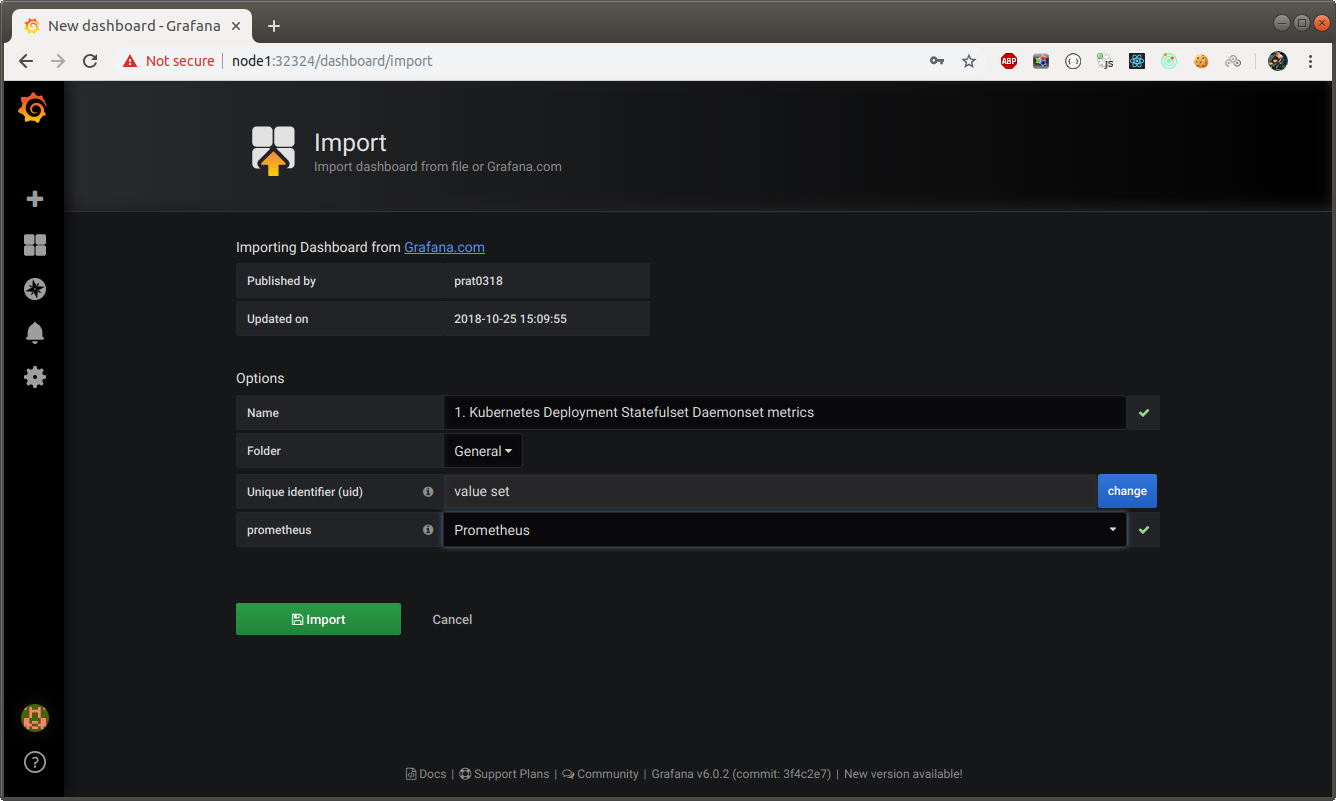 New dashboard - Grafana
Not secure node1:32324/dashboard/import
ABP
js
Import
Import dashboard from file or Grafana.com
Importing Dashboard from Grafana.com
Published by prat0318
Updated on 2018-10-25 15:09:55
Options
Name 1. Kubernetes Deployment Statefulset Daemonset metrics
Folder General
Unique identifier (uid) value set change
prometheus Prometheus
Import Cancel
Docs | Support Plans | Community | Grafana v6.0.2 (commit: 3f4c2e7) | New version available!